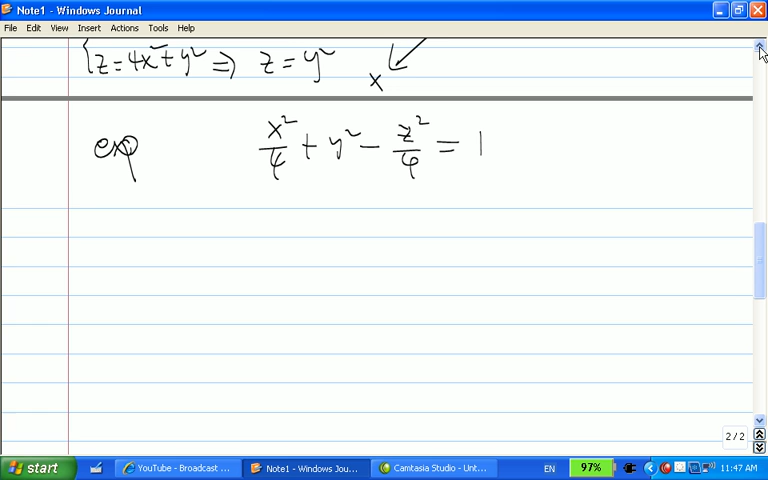 Note1 - Windows Journal
File Edit View Insert Actions Tools Help
{z = 4x² + y² ⇒ z = y²
x
exp x²/4 + y² - z²/4 = 1
2 / 2
start YouTube - Broadcast ... Note1 - Windows Jou... Camtasia Studio - Unt... EN 97% 11:47 AM